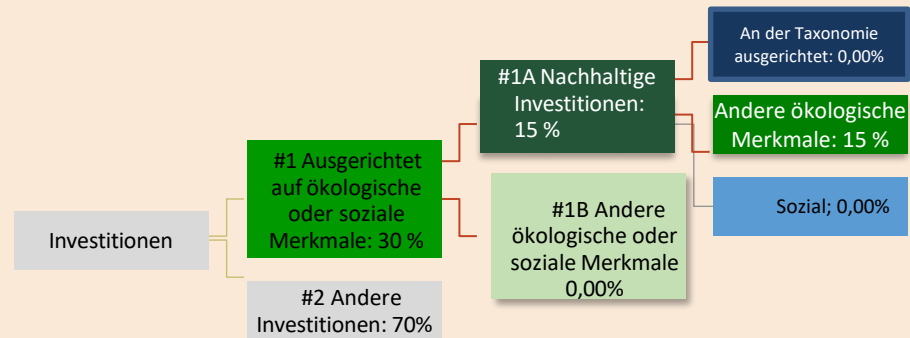 Investitionen
#1 Ausgerichtet
auf ökologische
oder soziale
Merkmale: 30 %
#2 Andere
Investitionen: 70%
#1A Nachhaltige
Investitionen:
15 %
#1B Andere
ökologische oder
soziale Merkmale
0,00%
An der Taxonomie
ausgerichtet: 0,00%
Andere ökologische
Merkmale: 15 %
Sozial; 0,00%